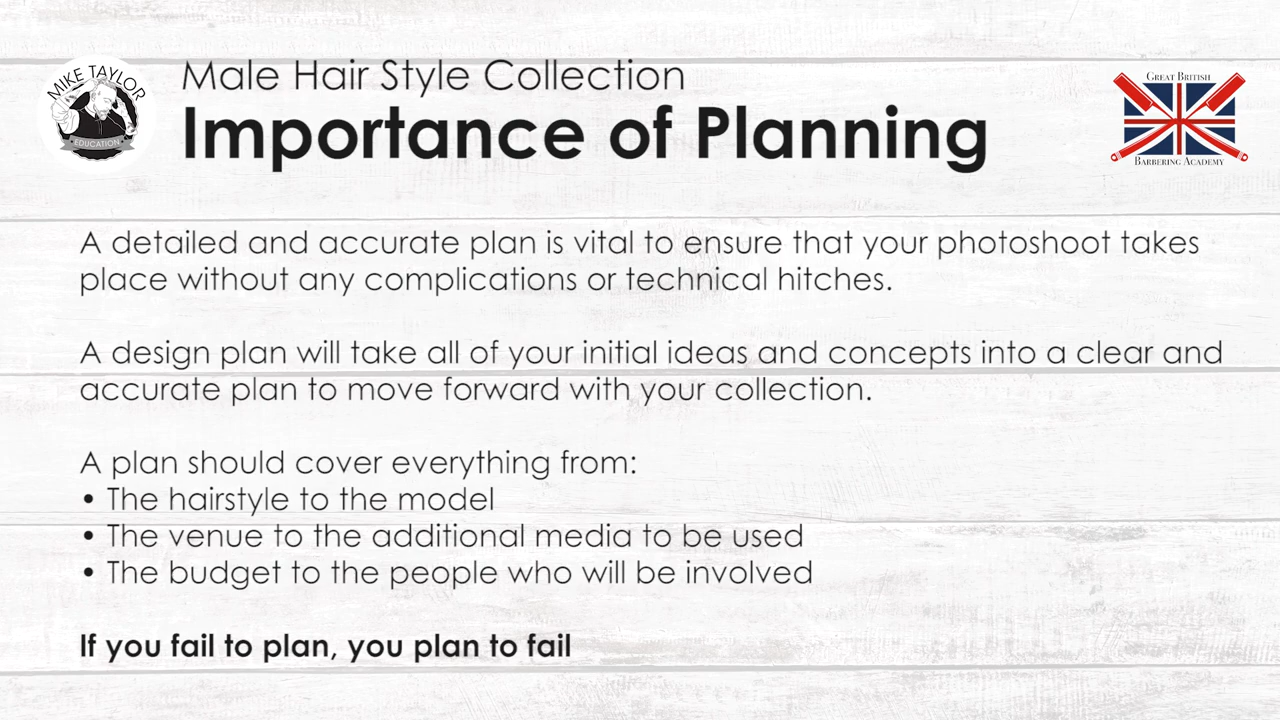 MIKE TAYLOR
EDUCATION
Male Hair Style Collection
Importance of Planning
GREAT BRITISH
BARBERING ACADEMY
A detailed and accurate plan is vital to ensure that your photoshoot takes
place without any complications or technical hitches.
A design plan will take all of your initial ideas and concepts into a clear and
accurate plan to move forward with your collection.
A plan should cover everything from:
• The hairstyle to the model
• The venue to the additional media to be used
• The budget to the people who will be involved
If you fail to plan, you plan to fail